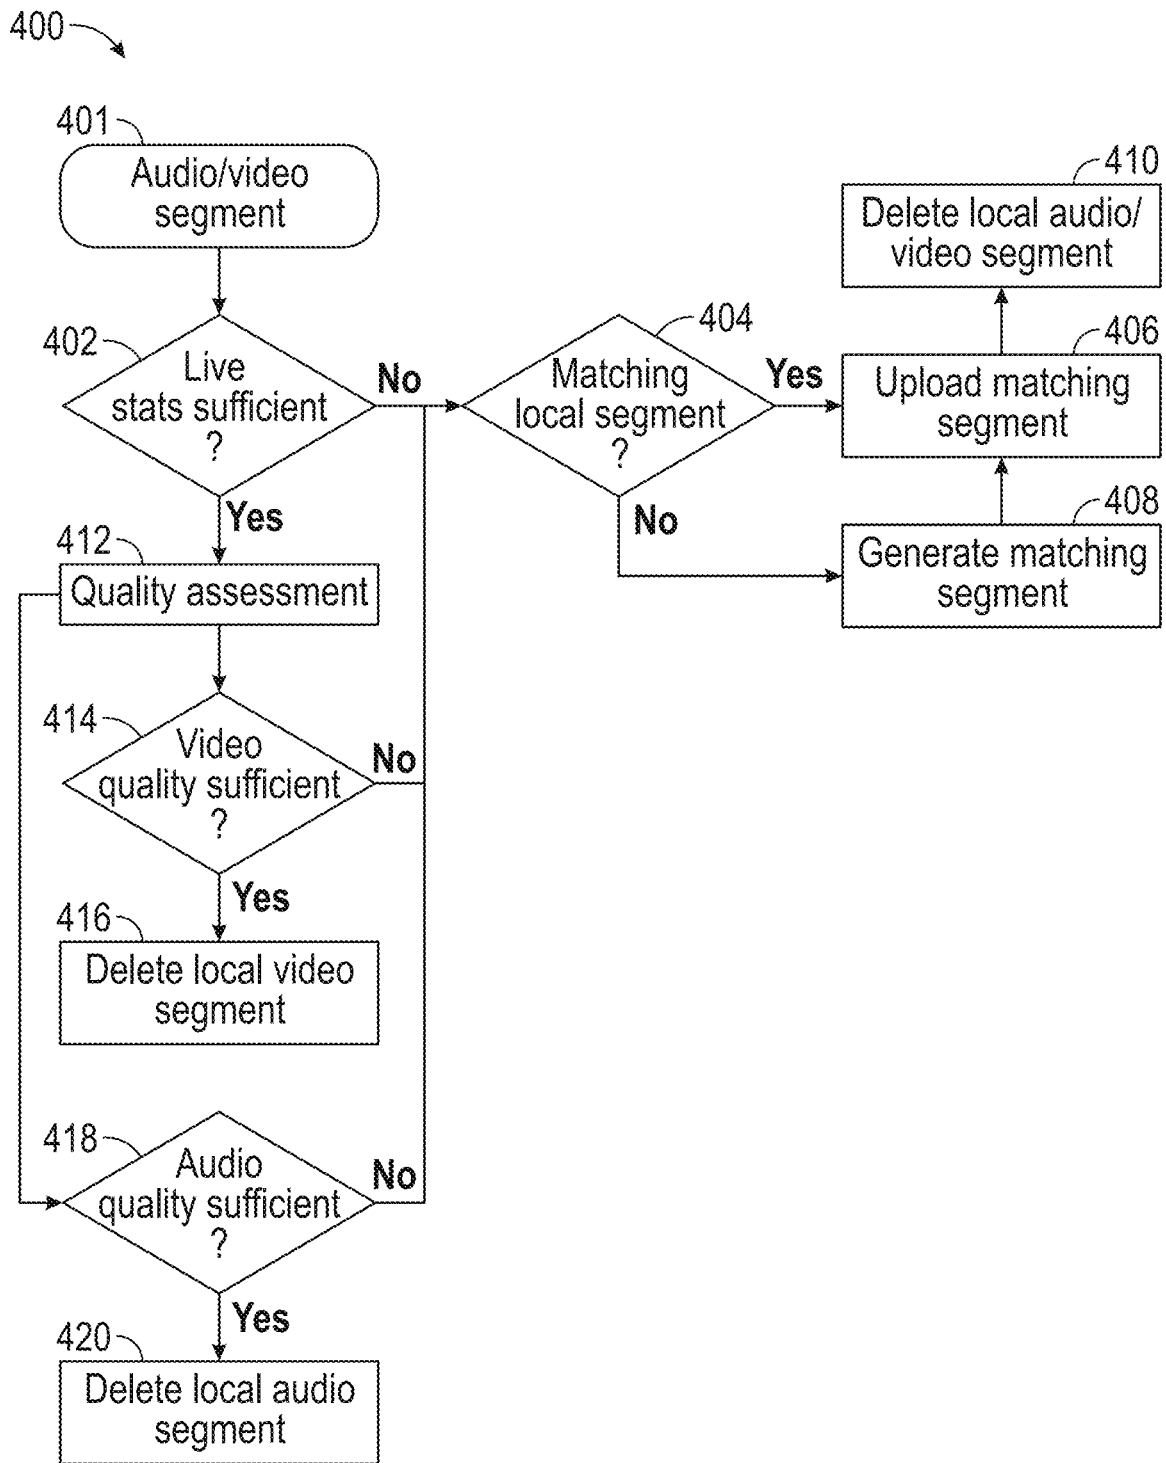 400
401
Audio/video
segment
402
Live
stats sufficient
?
No
Yes
404
Matching
local segment
?
Yes
No
410
Delete local audio/
video segment
406
Upload matching
segment
408
Generate matching
segment
412
Quality assessment
414
Video
quality sufficient
?
No
Yes
416
Delete local video
segment
418
Audio
quality sufficient
?
No
Yes
420
Delete local audio
segment